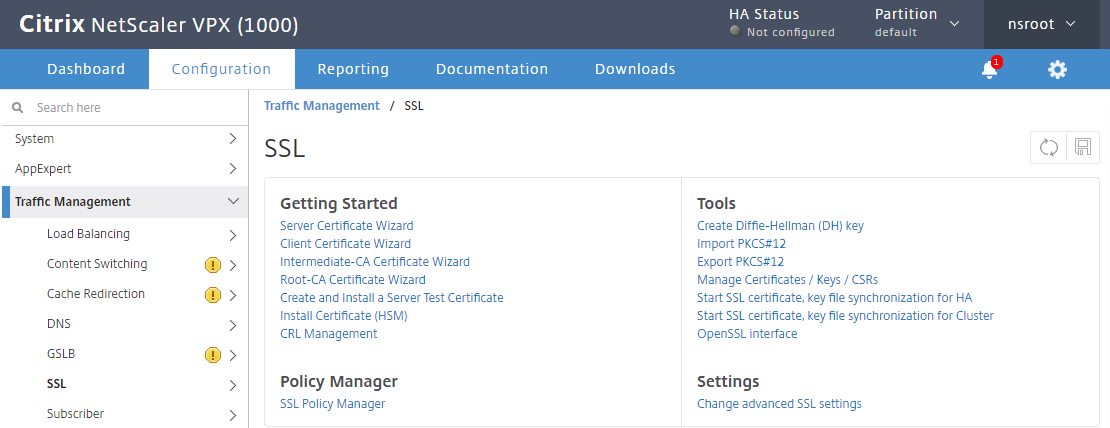 Citrix NetScaler VPX (1000)
HA Status
Not configured
Partition
default
nsroot
Dashboard
Configuration
Reporting
Documentation
Downloads
1
Search here
System
AppExpert
Traffic Management
Load Balancing
Content Switching
!
Cache Redirection
!
DNS
GSLB
!
SSL
Subscriber
Traffic Management / SSL
SSL
Getting Started
Server Certificate Wizard
Client Certificate Wizard
Intermediate-CA Certificate Wizard
Root-CA Certificate Wizard
Create and Install a Server Test Certificate
Install Certificate (HSM)
CRL Management
Policy Manager
SSL Policy Manager
Tools
Create Diffie-Hellman (DH) key
Import PKCS#12
Export PKCS#12
Manage Certificates / Keys / CSRs
Start SSL certificate, key file synchronization for HA
Start SSL certificate, key file synchronization for Cluster
OpenSSL interface
Settings
Change advanced SSL settings